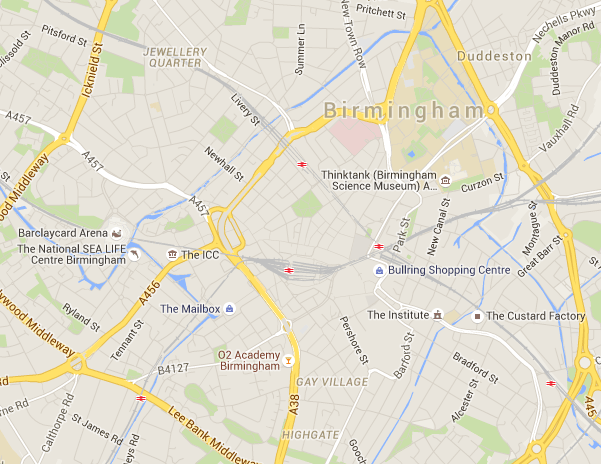 Pritchett St
Nechells Pkwy
Pitsford St
New Town Row
Duddeston Manor Rd
Summer Ln
JEWELLERY
QUARTER
Duddeston
Icknield St
Livery St
Birmingham
A457
Vauxhall Rd
A457
Newhall St
Thinktank (Birmingham
Science Museum) A...
Curzon St
A457
Park St
New Canal St
Montague St
Great Barr St
Barclaycard Arena
The National SEA LIFE
Centre Birmingham
The ICC
Bullring Shopping Centre
A456
The Mailbox
The Institute
The Custard Factory
Ryland St
Tennant St
Pershore St
Barford St
O2 Academy
Birmingham
B4127
Bradford St
GAY VILLAGE
A38
Alcester St
A45
Calthorpe Rd
St James Rd
Lee Bank Middleway
HIGHGATE